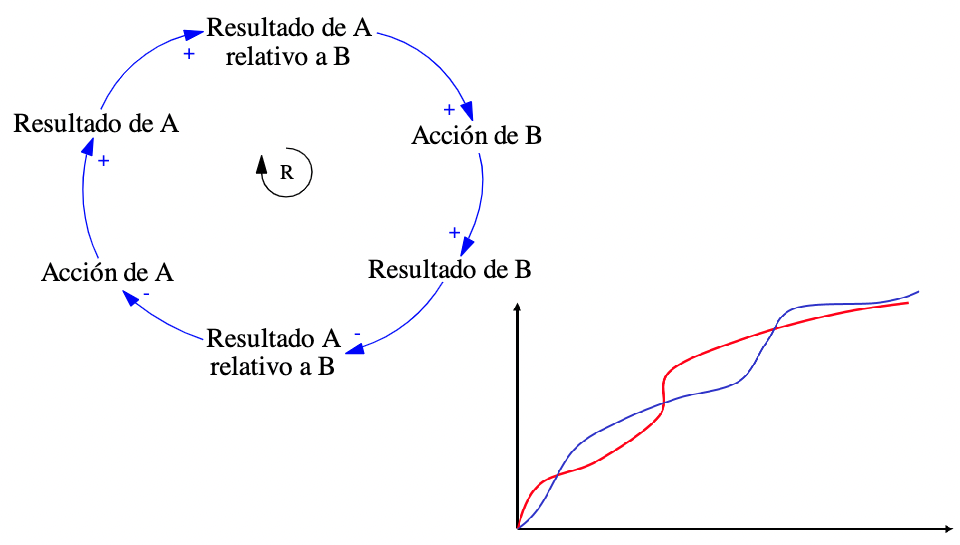 Resultado de A
relativo a B
+
+
Resultado de A
Acción de B
+
R
+
Acción de A
Resultado de B
-
-
Resultado A
relativo a B